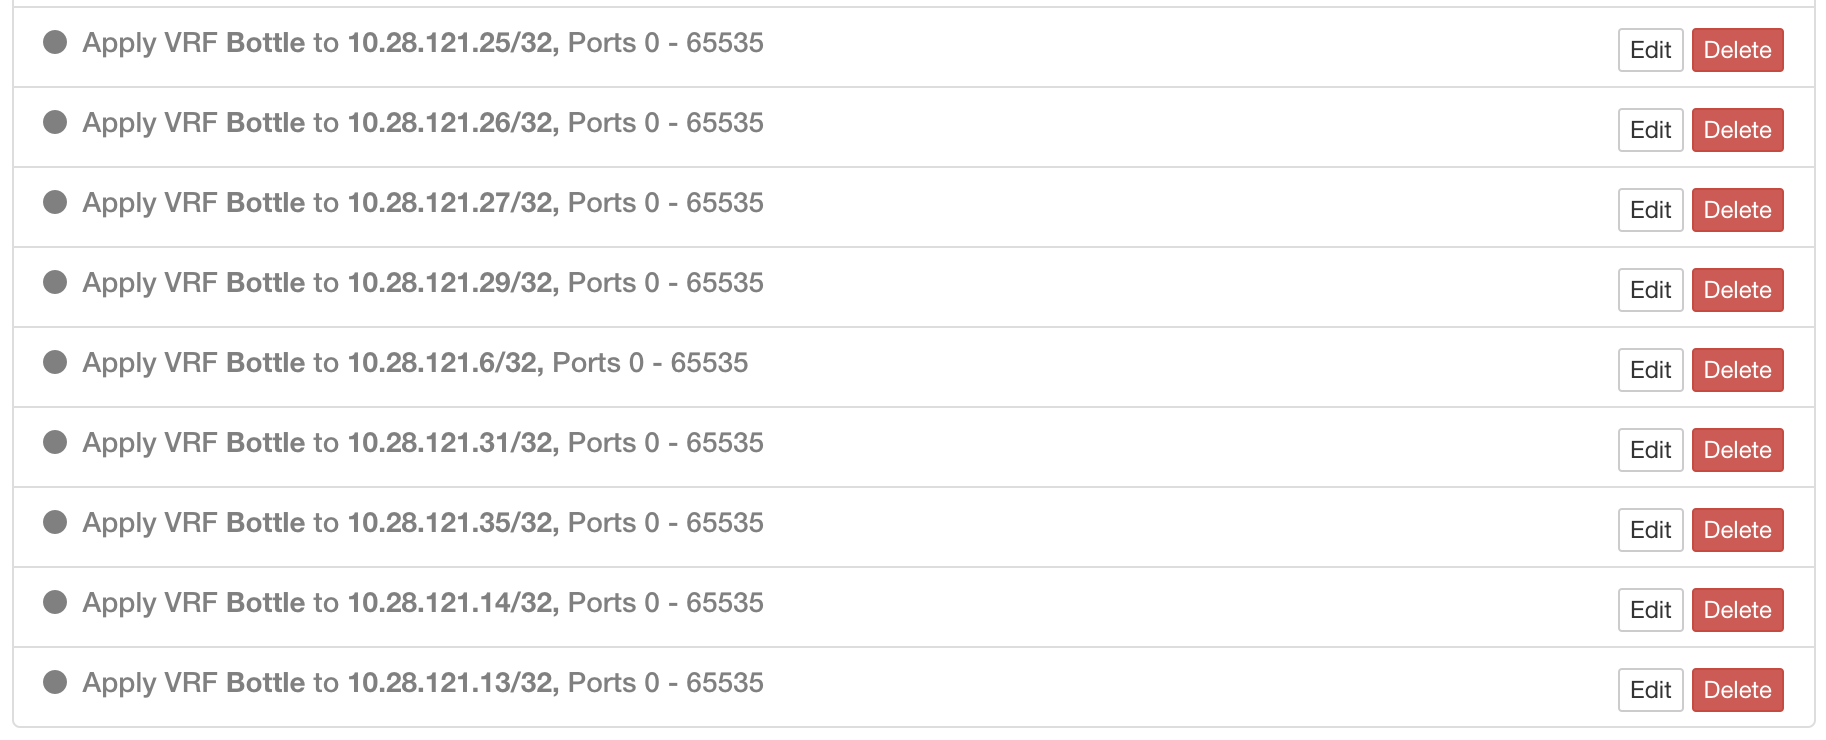 Apply VRF Bottle to 10.28.121.25/32, Ports 0 - 65535 Edit Delete
Apply VRF Bottle to 10.28.121.26/32, Ports 0 - 65535 Edit Delete
Apply VRF Bottle to 10.28.121.27/32, Ports 0 - 65535 Edit Delete
Apply VRF Bottle to 10.28.121.29/32, Ports 0 - 65535 Edit Delete
Apply VRF Bottle to 10.28.121.6/32, Ports 0 - 65535 Edit Delete
Apply VRF Bottle to 10.28.121.31/32, Ports 0 - 65535 Edit Delete
Apply VRF Bottle to 10.28.121.35/32, Ports 0 - 65535 Edit Delete
Apply VRF Bottle to 10.28.121.14/32, Ports 0 - 65535 Edit Delete
Apply VRF Bottle to 10.28.121.13/32, Ports 0 - 65535 Edit Delete